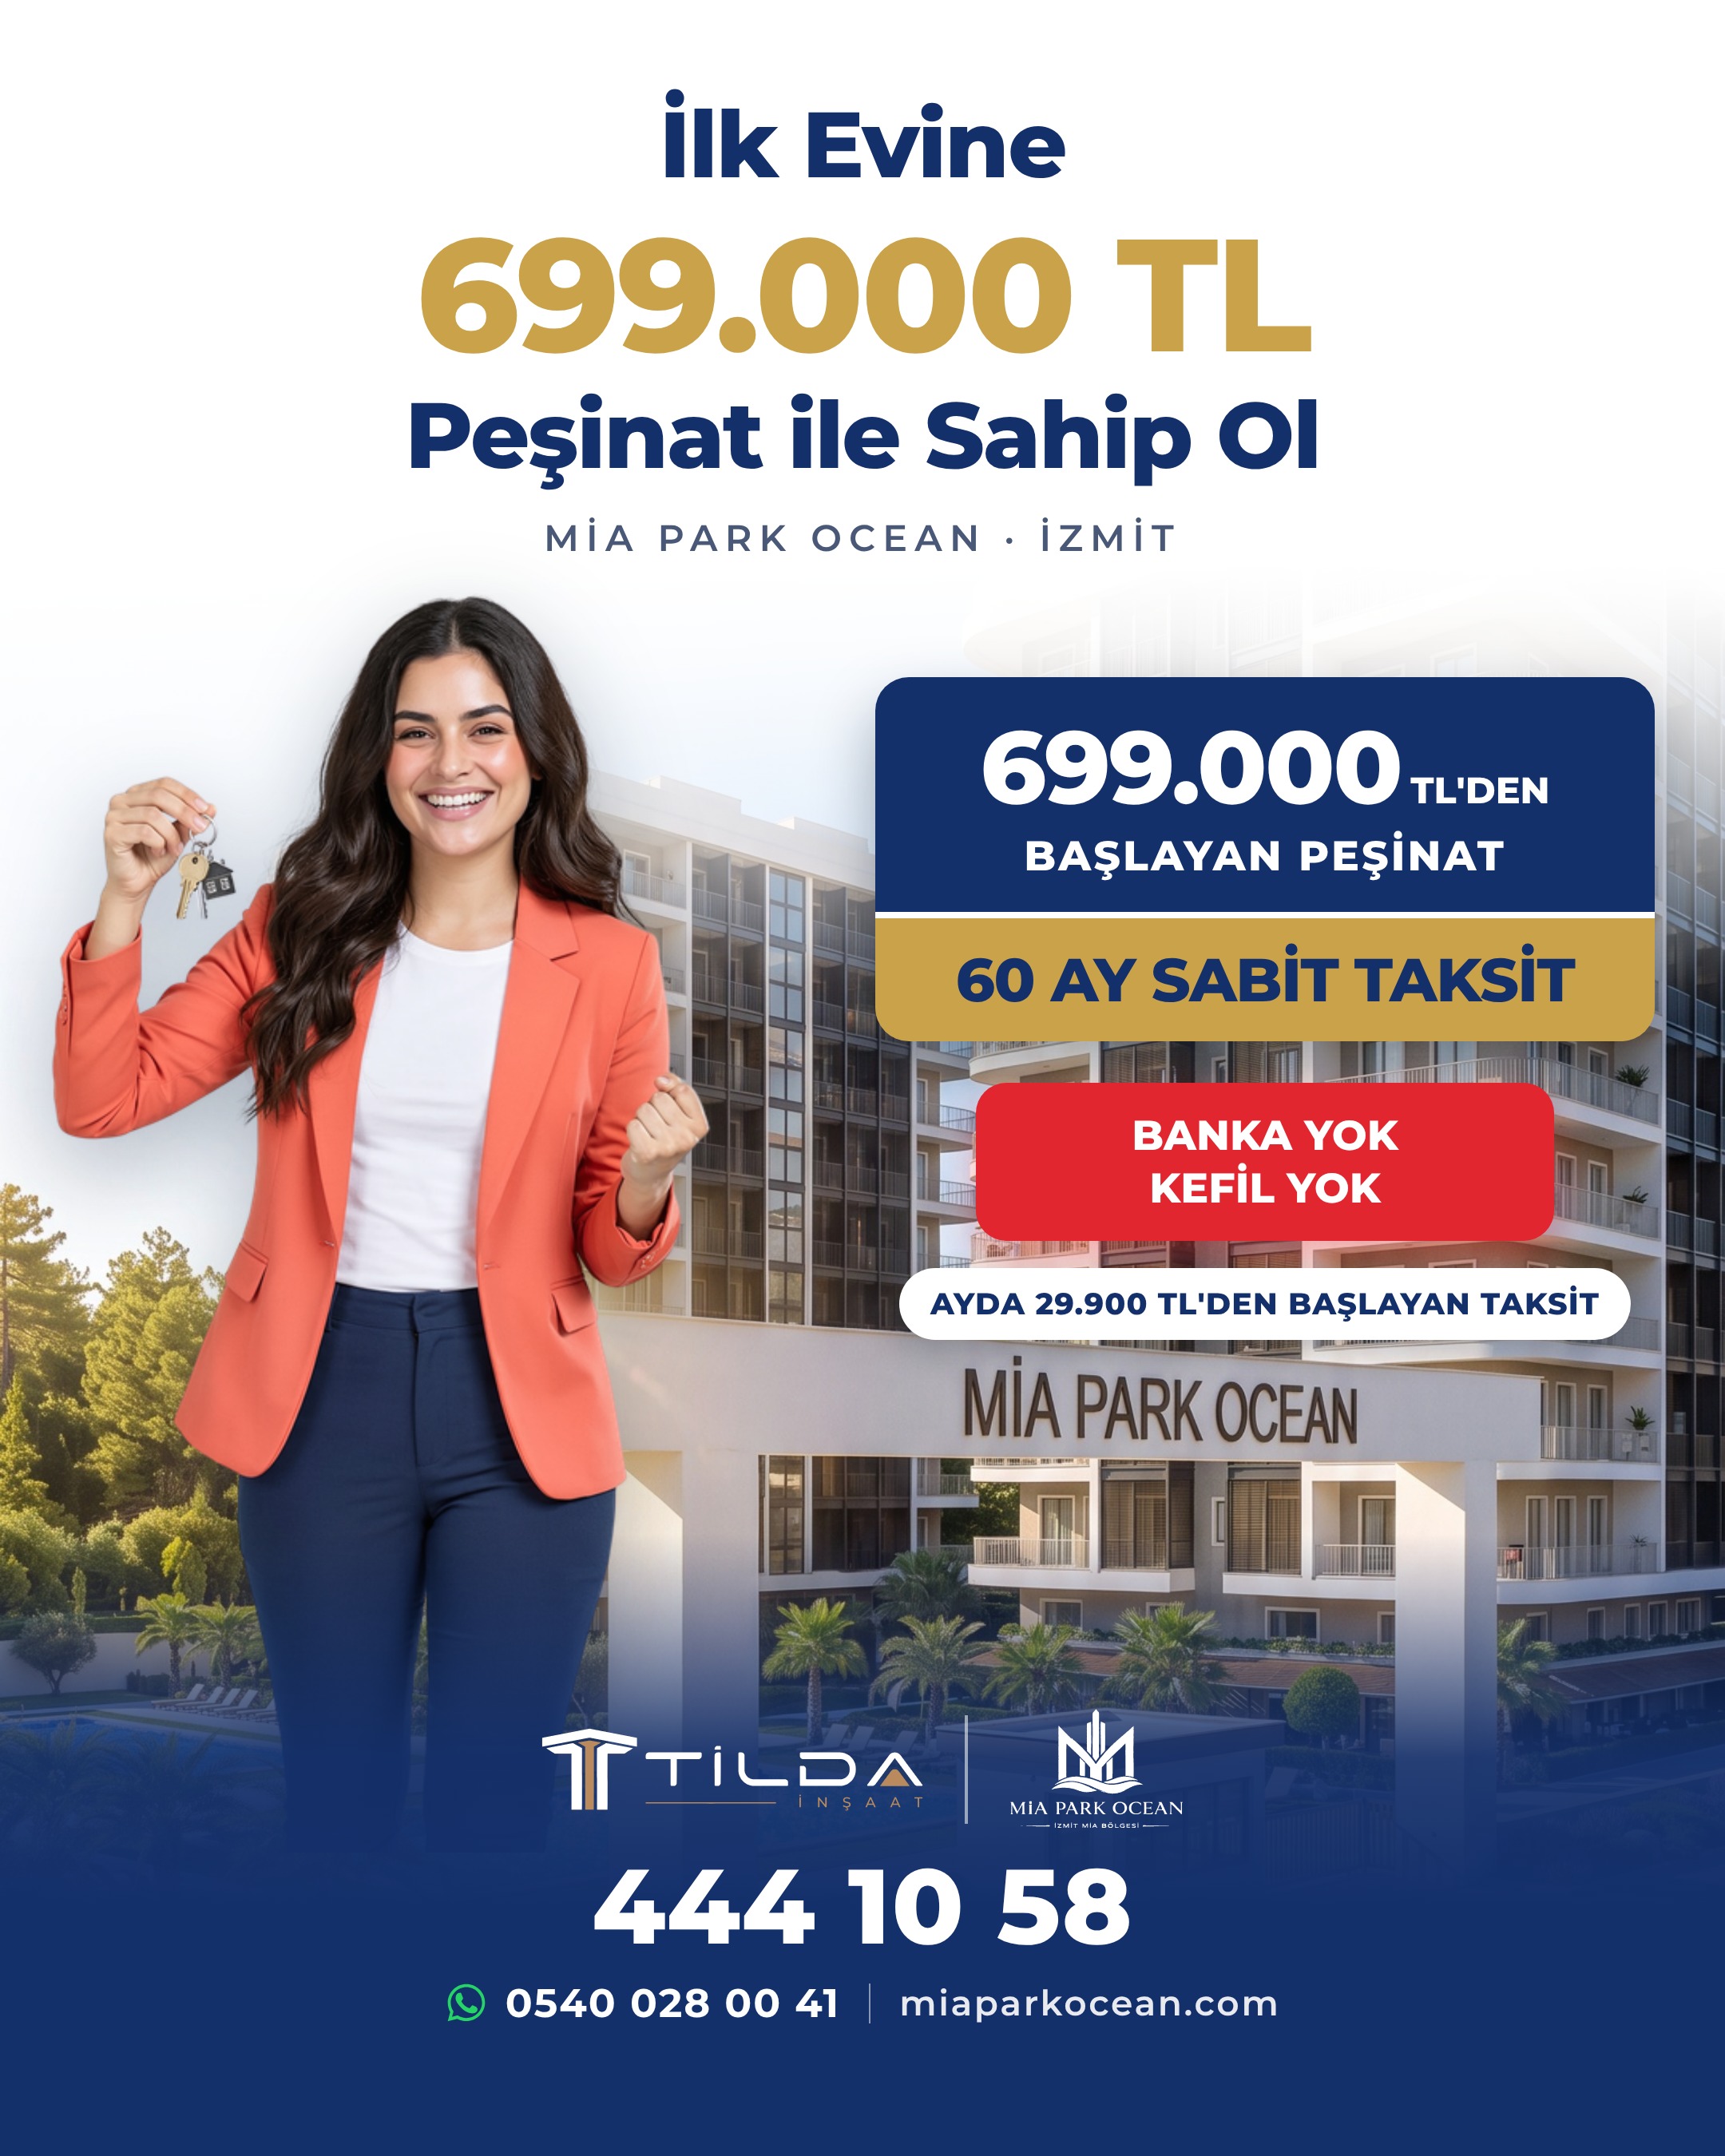 İlk Evine
699.000 TL
Peşinat ile Sahip Ol
MİA PARK OCEAN · İZMİT
699.000 TL'DEN
BAŞLAYAN PEŞİNAT
60 AY SABİT TAKSİT
BANKA YOK
KEFİL YOK
AYDA 29.900 TL'DEN BAŞLAYAN TAKSİT
MİA PARK OCEAN
TİLDA
İNŞAAT
MİA PARK OCEAN
İZMİT MİA BÖLGESİ
444 10 58
0540 028 00 41
miaparkocean.com